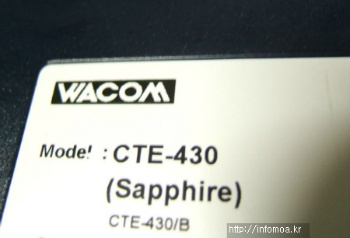 WACOM
Model : CTE-430
(Sapphire)
CTE-430/B
http://infomoa.kr